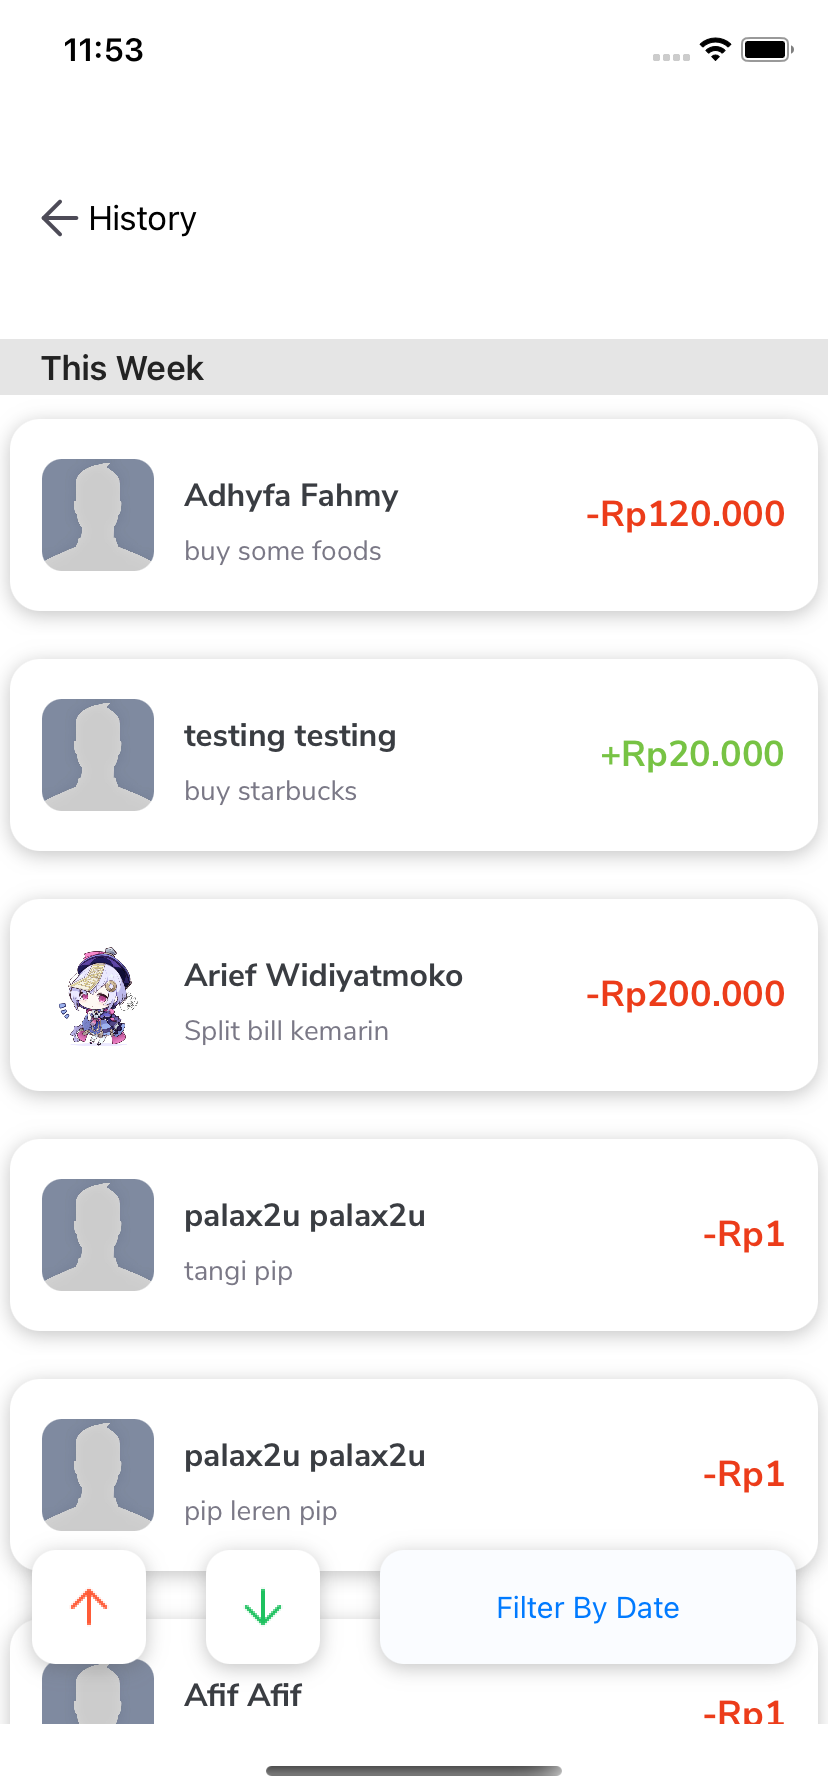 11:53
History
This Week
Adhyfa Fahmy
-Rp120.000
buy some foods
testing testing
+Rp20.000
buy starbucks
Arief Widiyatmoko
-Rp200.000
Split bill kemarin
palax2u palax2u
-Rp1
tangi pip
palax2u palax2u
-Rp1
pip leren pip
Filter By Date
Afif Afif
-Rp1